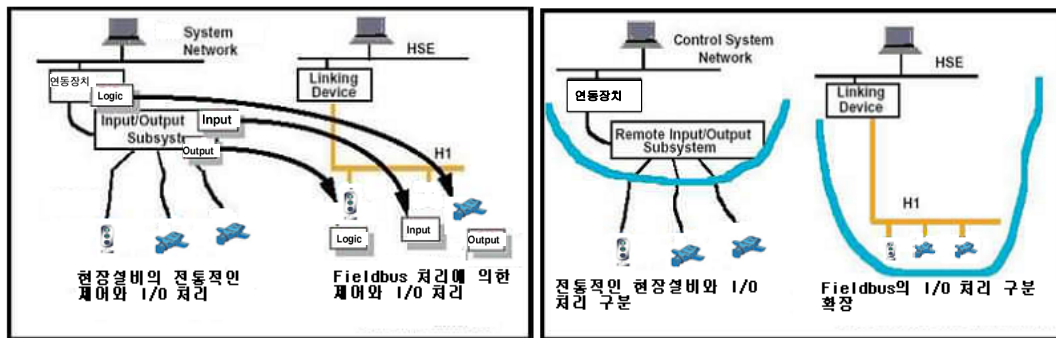 System
Network
HSE
연동장치
Logic
Linking
Device
Input/Output
Subsyste
Input
Output
H1
Logic
Input
Output
현장설비의 전통적인
제어와 I/O 처리
Fieldbus 처리에 의한
제어와 I/O 처리
Control System
Network
HSE
연동장치
Linking
Device
Remote Input/Output
Subsystem
H1
전통적인 현장설비와 I/O
처리 구분
Fieldbus의 I/O 처리 구분
확장